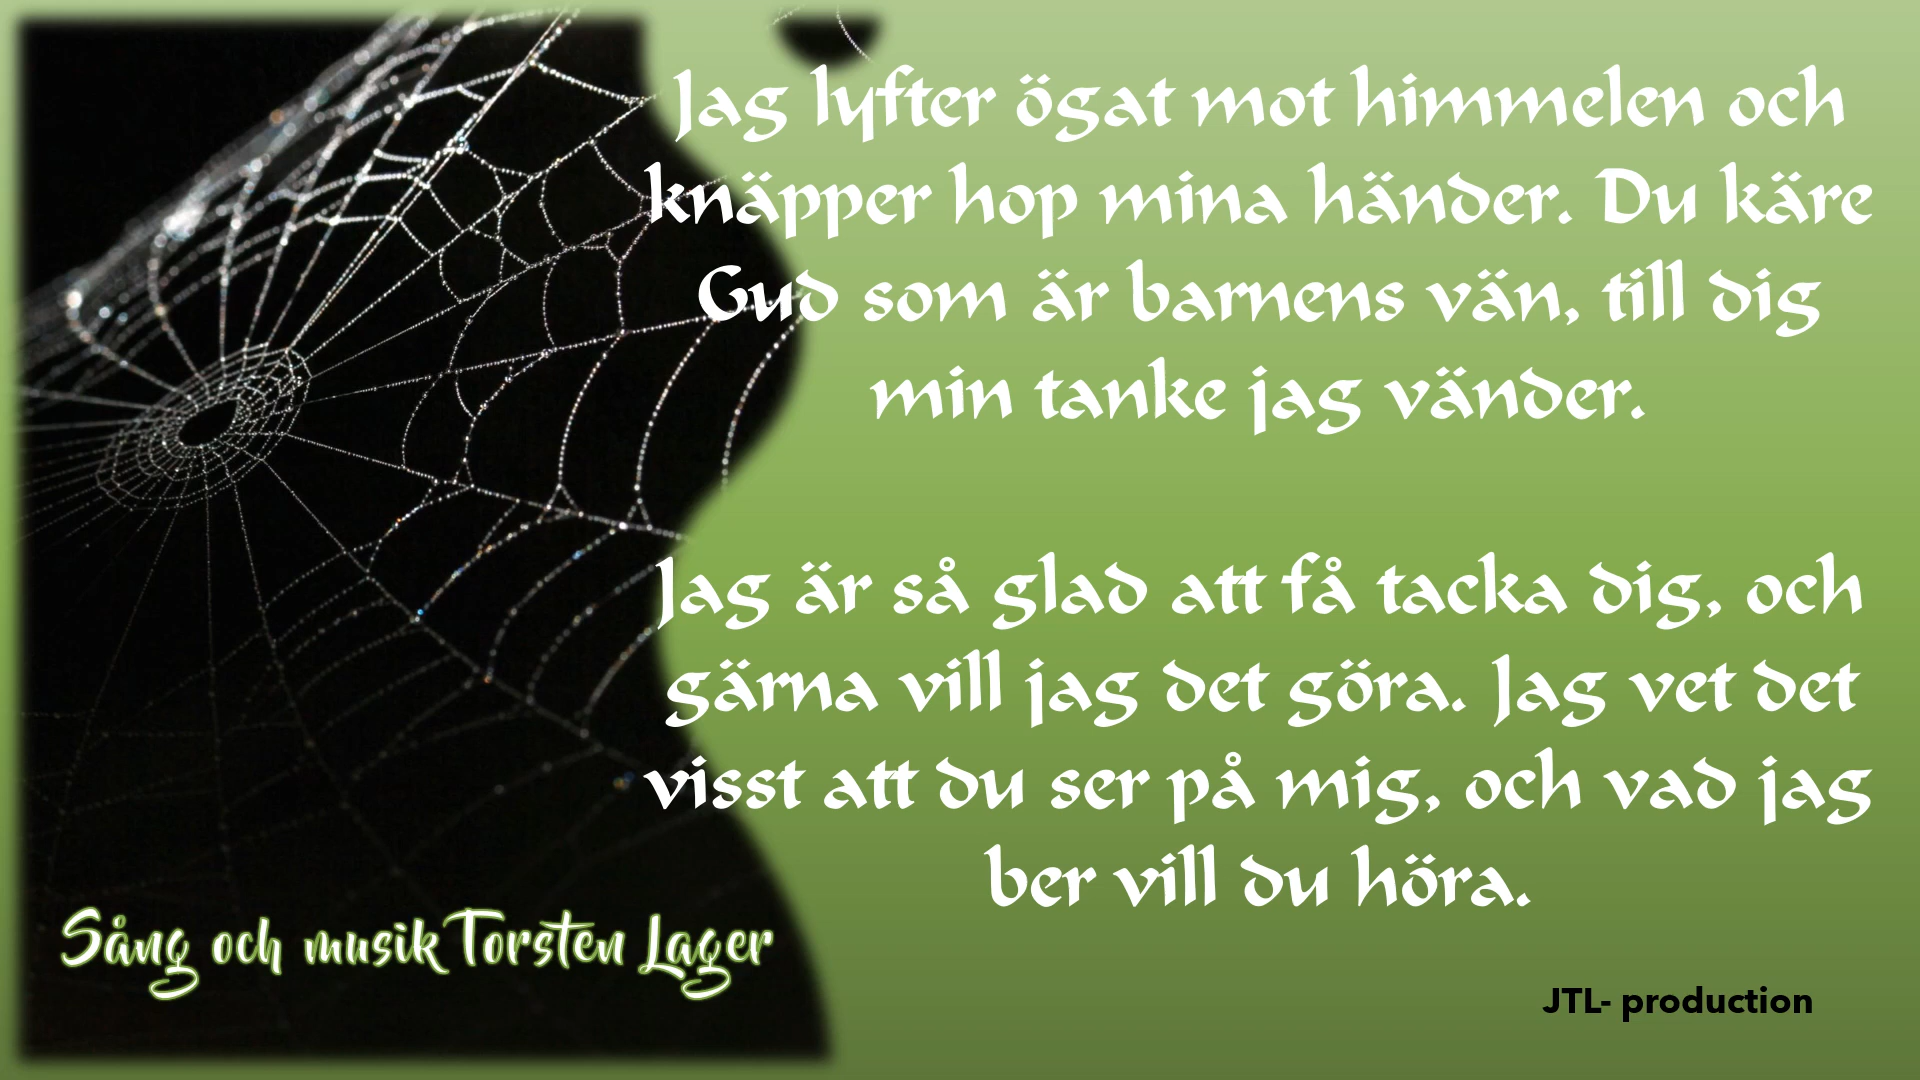 Jag lyfter ögat mot himmelen och
knäpper hop mina händer. Du käre
Gud som är barnens vän, till dig
min tanke jag vänder.
Jag är så glad att få tacka dig, och
gärna vill jag det göra. Jag vet det
visst att du ser på mig, och vad jag
ber vill du höra.
Sång och musik Torsten Lager
JTL- production